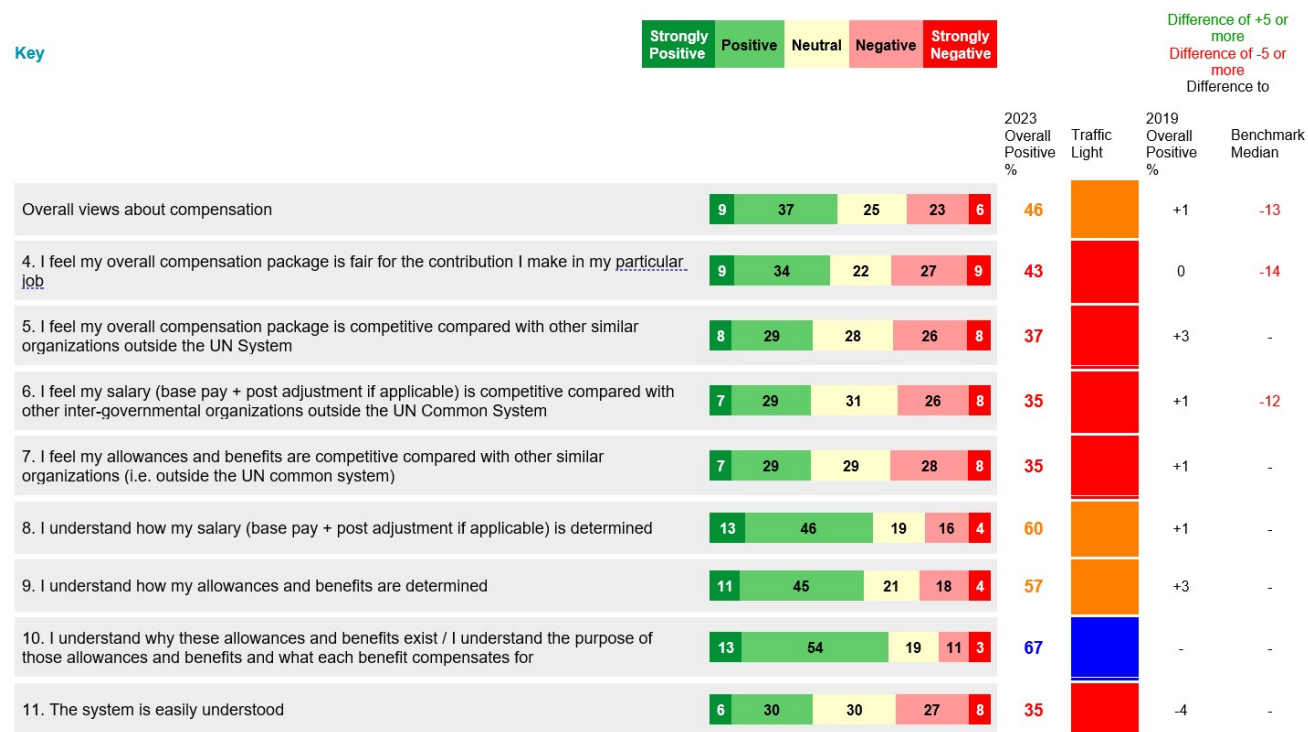 Key
Strongly Positive
Positive
Neutral
Negative
Strongly Negative
Difference of +5 or
more
Difference of -5 or
more
Difference to
2023 Overall Positive %
Traffic Light
2019 Overall Positive %
Benchmark Median
Overall views about compensation
9 37 25 23 6 46 +1 -13
4. I feel my overall compensation package is fair for the contribution I make in my particular
job
9 34 22 27 9 43 0 -14
5. I feel my overall compensation package is competitive compared with other similar
organizations outside the UN System
8 29 28 26 8 37 +3 -
6. I feel my salary (base pay + post adjustment if applicable) is competitive compared with
other inter-governmental organizations outside the UN Common System
7 29 31 26 8 35 +1 -12
7. I feel my allowances and benefits are competitive compared with other similar
organizations (i.e. outside the UN common system)
7 29 29 28 8 35 +1 -
8. I understand how my salary (base pay + post adjustment if applicable) is determined
13 46 19 16 4 60 +1 -
9. I understand how my allowances and benefits are determined
11 45 21 18 4 57 +3 -
10. I understand why these allowances and benefits exist / I understand the purpose of
those allowances and benefits and what each benefit compensates for
13 54 19 11 3 67 - -
11. The system is easily understood
6 30 30 27 8 35 -4 -